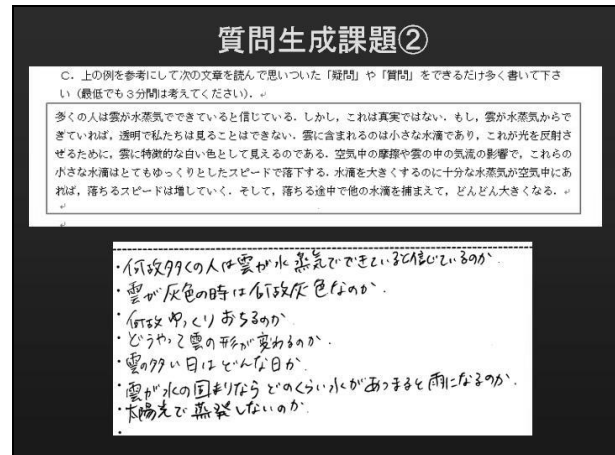 質問生成課題②
C．上の例を参考にして次の文章を読んで思いついた「疑問」や「質問」をできるだけ多く書いて下さ
い（最低でも３分間は考えてください）．↵
多くの人は雲が水蒸気でできていると信じている．しかし，これは真実ではない．もし，雲が水蒸気からで
きていれば，透明で私たちは見ることはできない．雲に含まれるのは小さな水滴であり，これが光を反射さ
せるために，雲に特徴的な白い色として見えるのである．空気中の摩擦や雲の中の気流の影響で，これらの
小さな水滴はとてもゆっくりとしたスピードで落下する．水滴を大きくするのに十分な水蒸気が空気中にあ
れば，落ちるスピードは増していく．そして，落ちる途中で他の水滴を捕まえて，どんどん大きくなる．↵
↵
↵
・何故多くの人は雲が水蒸気でできていると信じているのか．
・雲が灰色の時は何故灰色なのか．
・何故ゆっくりおちるのか．
・どうやって雲の形が変わるのか．
・雲の多い日はどんな日か．
・雲が水の固まりならどのくらい水があつまると雨になるのか．
・太陽光で蒸発しないのか．
・